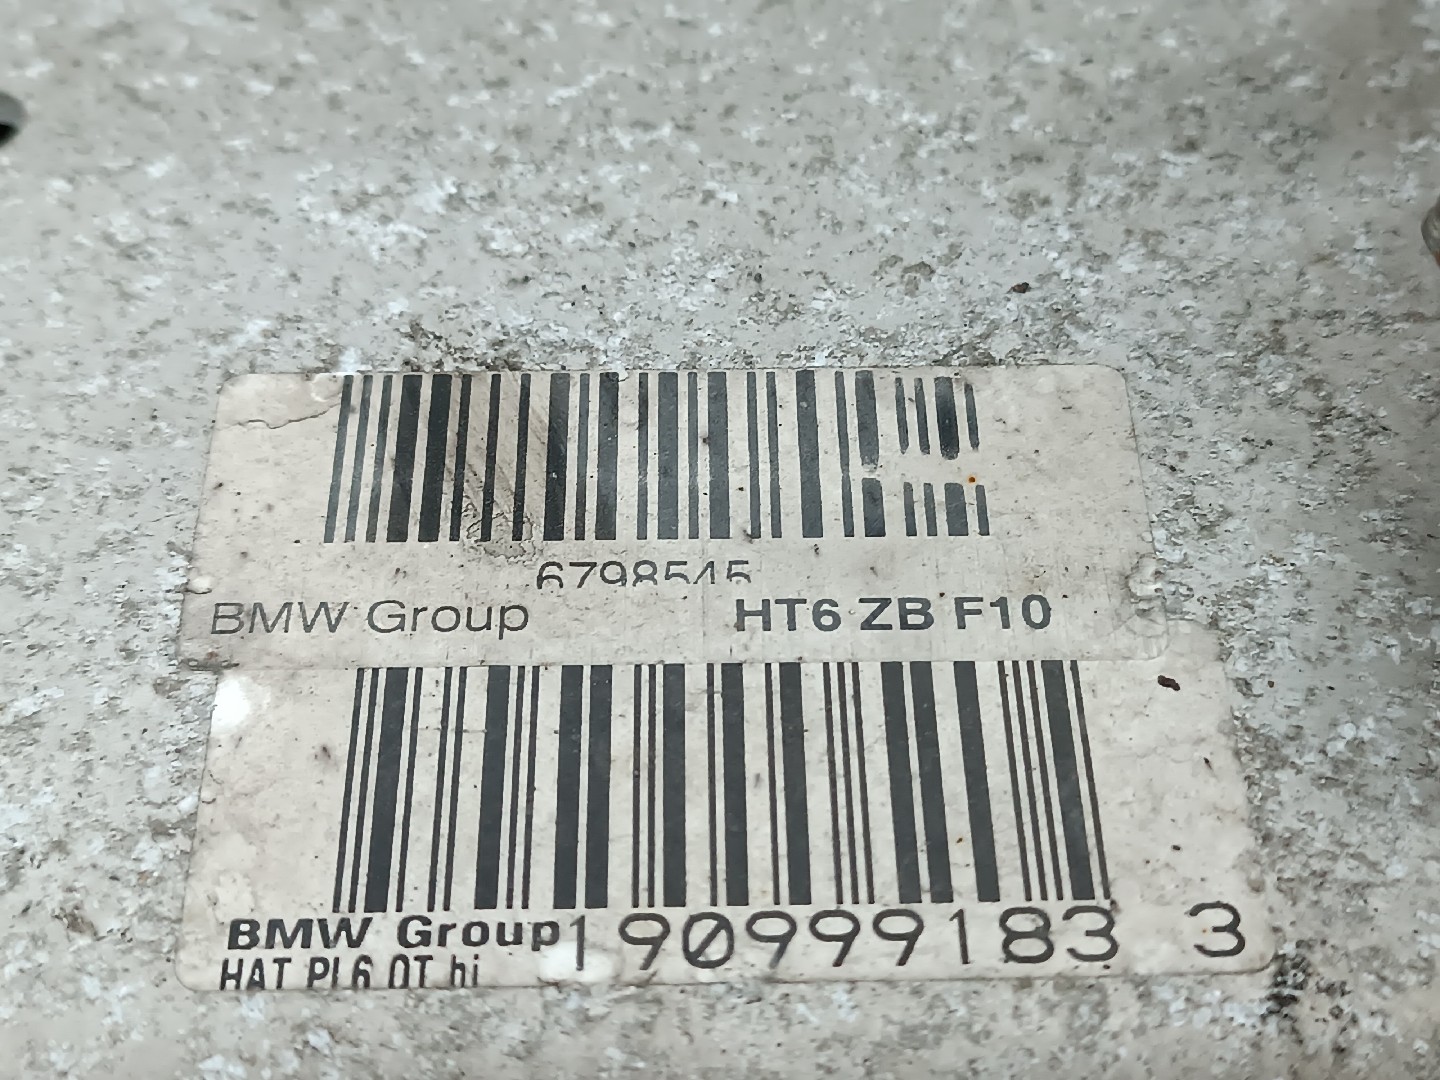 6798545
BMW Group HT6 ZB F10
BMW Group 190999183 3
HAT PL6 OT hi